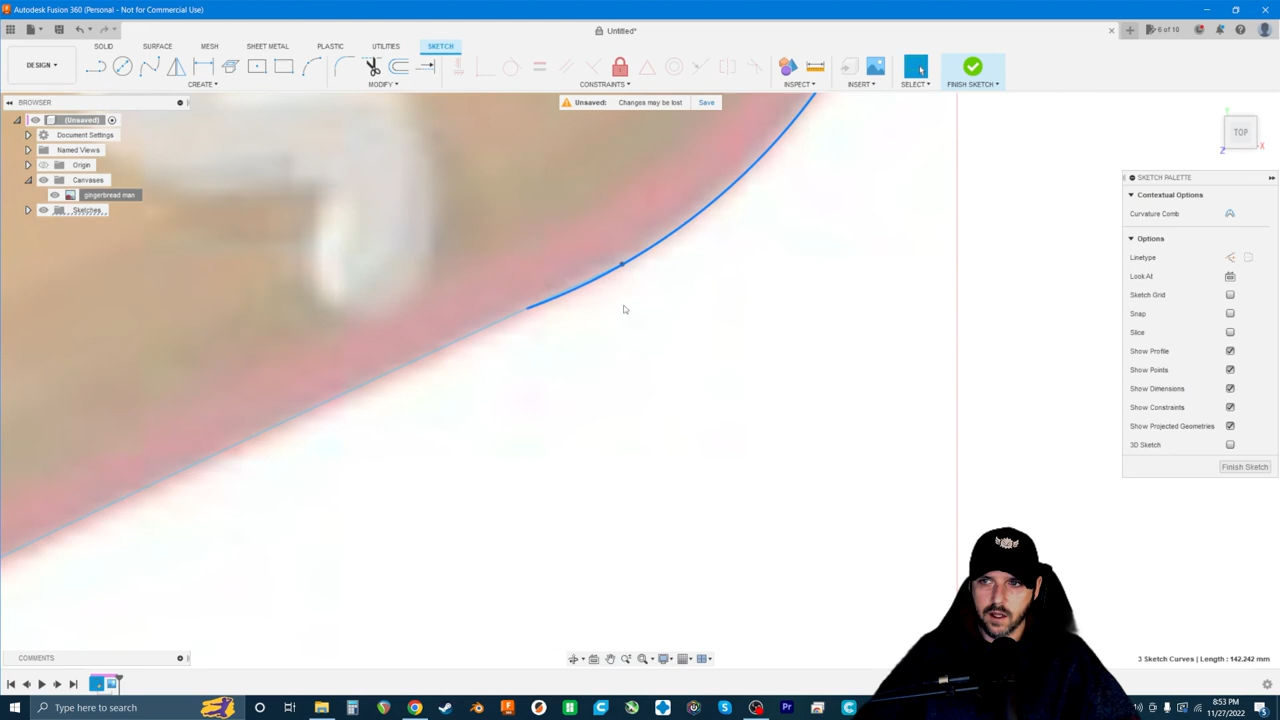 Autodesk Fusion 360 (Personal - Not for Commercial Use)
Untitled*
6 of 10
DESIGN
SOLID SURFACE MESH SHEET METAL PLASTIC UTILITIES SKETCH
CREATE MODIFY CONSTRAINTS INSPECT INSERT SELECT FINISH SKETCH
BROWSER
Unsaved: Changes may be lost Save
(Unsaved)
Document Settings
Named Views
Origin
Canvases
gingerbread man
Sketches
TOP
Y
X
Z
SKETCH PALETTE
Contextual Options
Curvature Comb
Options
Linetype
Look At
Sketch Grid
Snap
Slice
Show Profile
Show Points
Show Dimensions
Show Constraints
Show Projected Geometries
3D Sketch
Finish Sketch
COMMENTS
3 Sketch Curves | Length : 142.242 mm
Type here to search
8:53 PM
11/27/2022